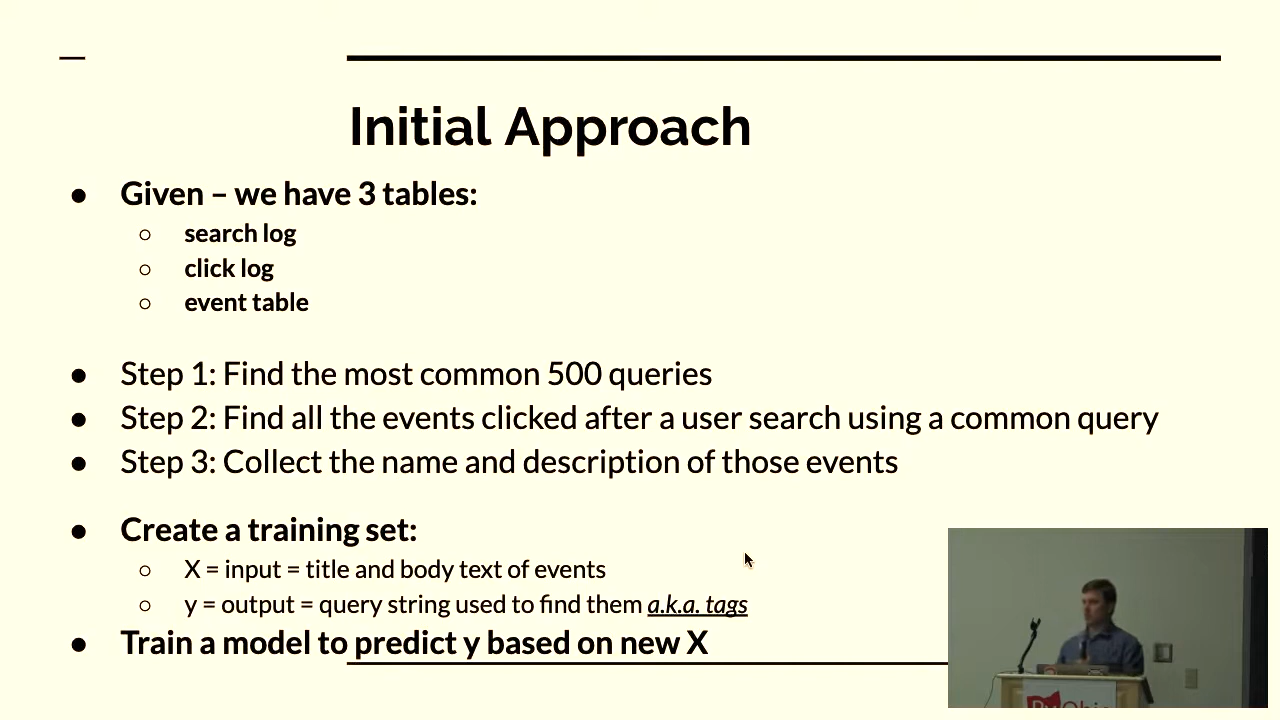 Initial Approach
● Given – we have 3 tables:
○ search log
○ click log
○ event table
● Step 1: Find the most common 500 queries
● Step 2: Find all the events clicked after a user search using a common query
● Step 3: Collect the name and description of those events
● Create a training set:
○ X = input = title and body text of events
○ y = output = query string used to find them a.k.a. tags
● Train a model to predict y based on new X